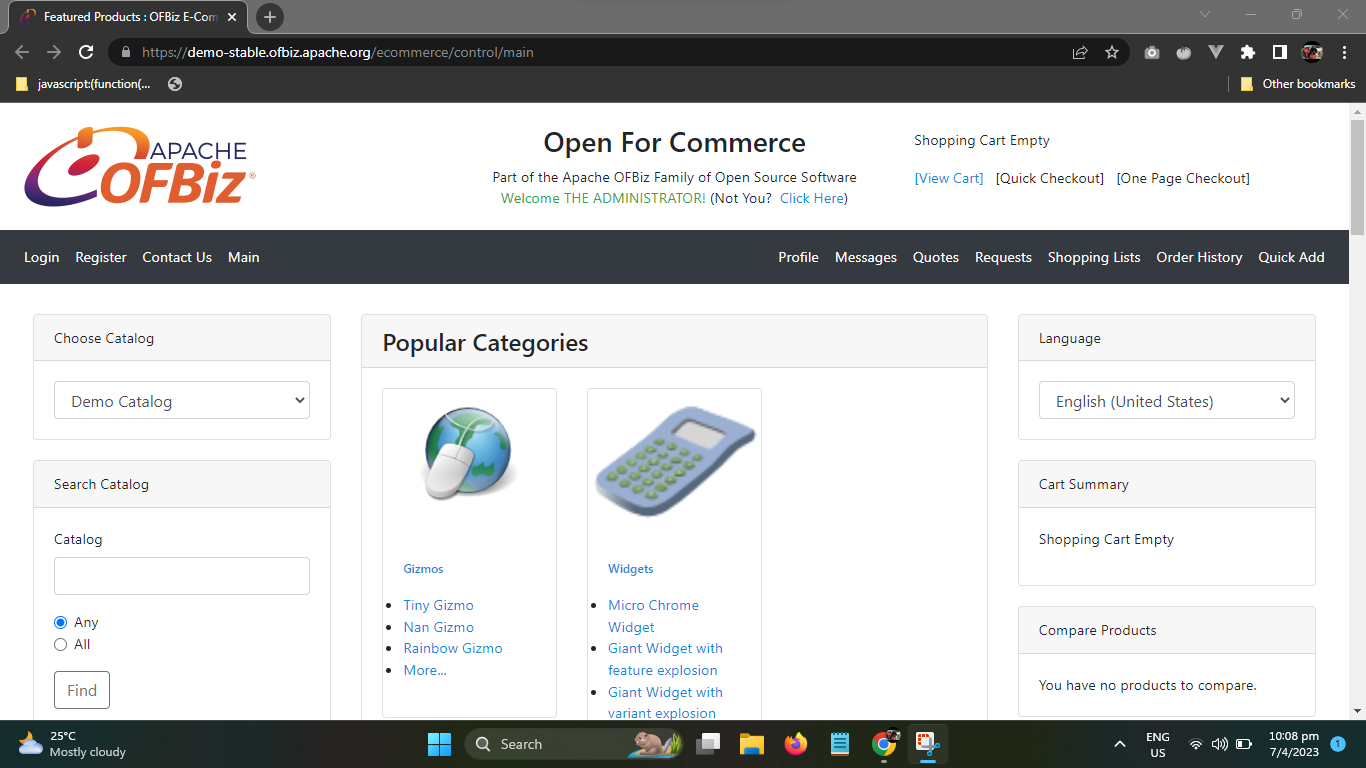 Featured Products : OFBiz E-Com
https://demo-stable.ofbiz.apache.org/ecommerce/control/main
javascript:(function(...
Other bookmarks
APACHE
OFBiz®
Open For Commerce
Part of the Apache OFBiz Family of Open Source Software
Welcome THE ADMINISTRATOR! (Not You? Click Here)
Shopping Cart Empty
[View Cart] [Quick Checkout] [One Page Checkout]
Login Register Contact Us Main
Profile Messages Quotes Requests Shopping Lists Order History Quick Add
Choose Catalog
Demo Catalog
Search Catalog
Catalog
Any
All
Find
Popular Categories
Gizmos
Tiny Gizmo
Nan Gizmo
Rainbow Gizmo
More...
Widgets
Micro Chrome
Widget
Giant Widget with
feature explosion
Giant Widget with
variant explosion
Language
English (United States)
Cart Summary
Shopping Cart Empty
Compare Products
You have no products to compare.
25°C
Mostly cloudy
Search
ENG
US
10:08 pm
7/4/2023
1